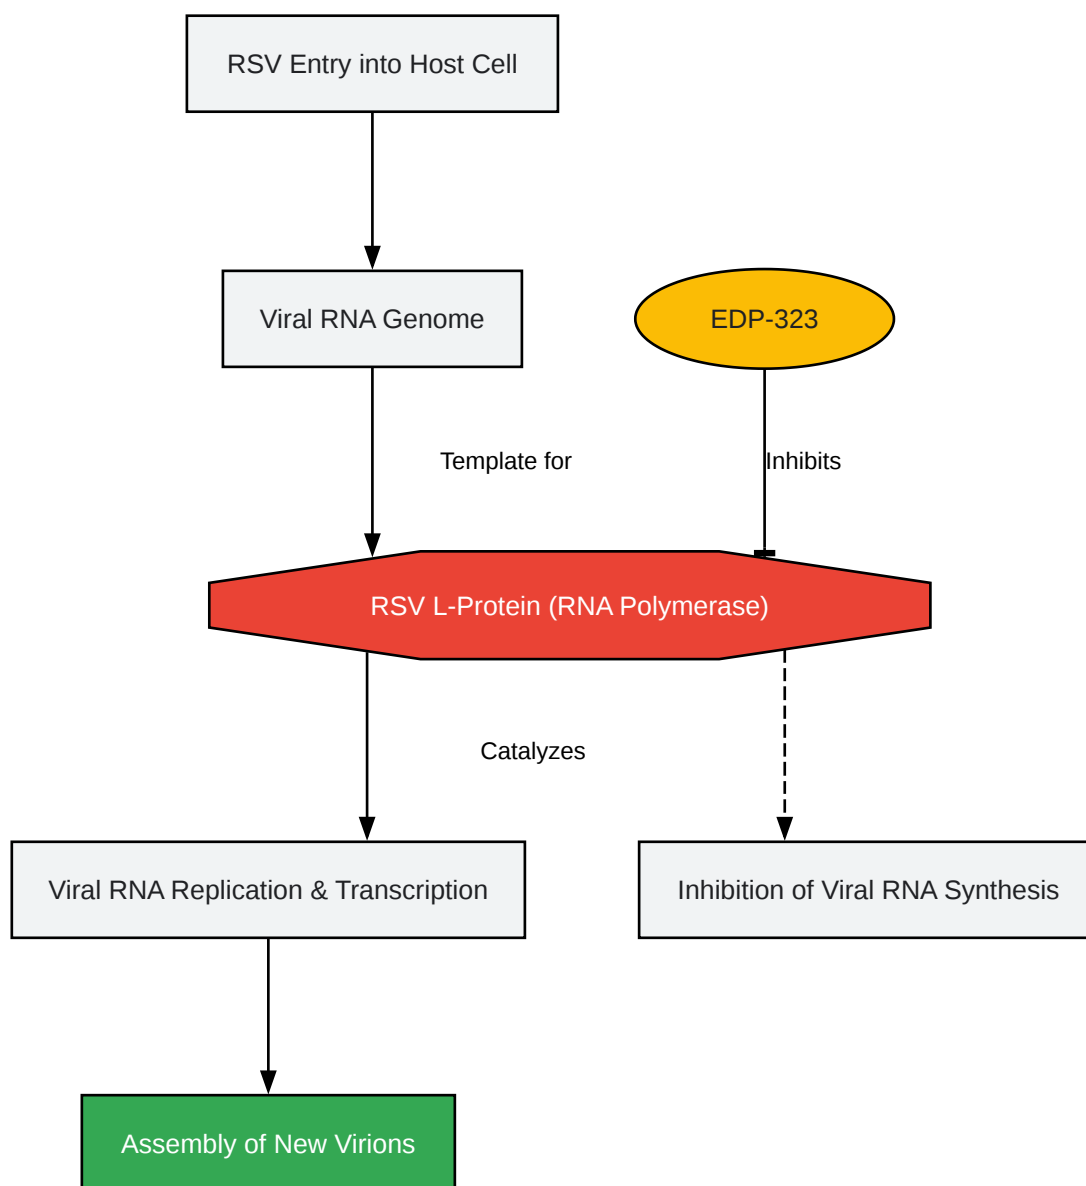 RSV Entry into Host Cell
Viral RNA Genome
EDP-323
Template for
Inhibits
RSV L-Protein (RNA Polymerase)
Catalyzes
Viral RNA Replication & Transcription
Inhibition of Viral RNA Synthesis
Assembly of New Virions